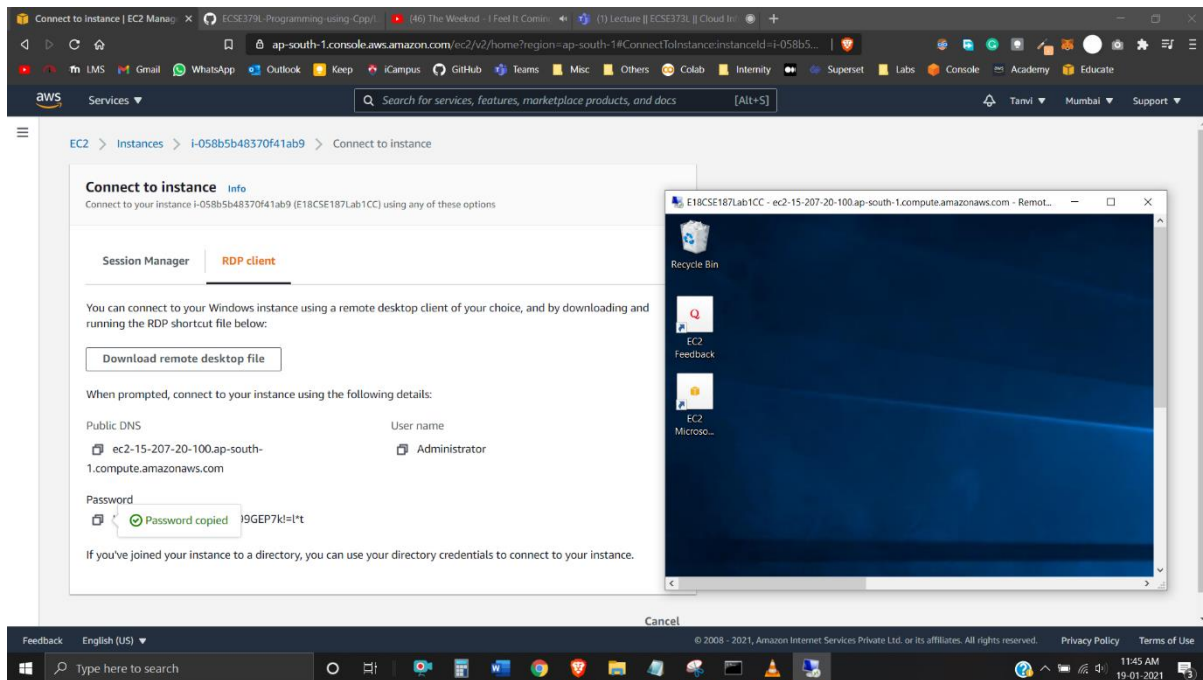 Connect to instance | EC2 Manag
ECSE379L-Programming-using-Cpp/L
(46) The Weeknd - I Feel It Coming
(1) Lecture || ECSE373L || Cloud In
ap-south-1.console.aws.amazon.com/ec2/v2/home?region=ap-south-1#ConnectToInstance:instanceId=i-058b5...
LMS Gmail WhatsApp Outlook Keep iCampus GitHub Teams Misc Others Colab Internity Superset Labs Console Academy Educate
aws Services Search for services, features, marketplace products, and docs [Alt+S] Tanvi Mumbai Support
EC2 > Instances > i-058b5b48370f41ab9 > Connect to instance
Connect to instance Info
Connect to your instance i-058b5b48370f41ab9 (E18CSE187Lab1CC) using any of these options
Session Manager RDP client
You can connect to your Windows instance using a remote desktop client of your choice, and by downloading and
running the RDP shortcut file below:
Download remote desktop file
When prompted, connect to your instance using the following details:
Public DNS User name
ec2-15-207-20-100.ap-south- Administrator
1.compute.amazonaws.com
Password
Password copied 9GEP7k!=l*t
If you've joined your instance to a directory, you can use your directory credentials to connect to your instance.
Cancel
E18CSE187Lab1CC - ec2-15-207-20-100.ap-south-1.compute.amazonaws.com - Remot...
Recycle Bin
EC2
Feedback
EC2
Microso...
Feedback English (US) © 2008 - 2021, Amazon Internet Services Private Ltd. or its affiliates. All rights reserved. Privacy Policy Terms of Use
Type here to search
11:45 AM
19-01-2021